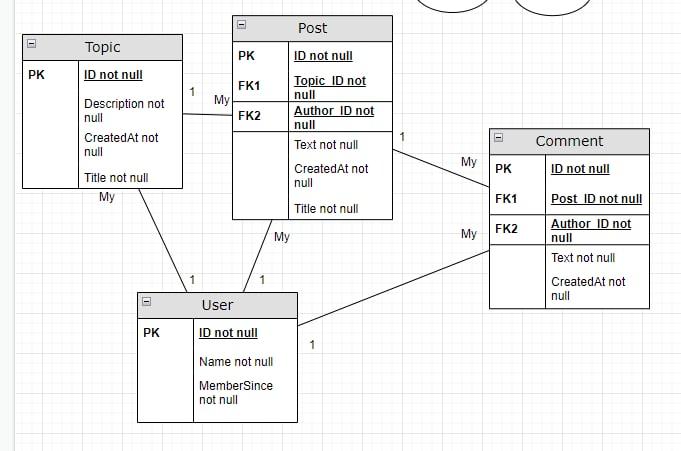 Topic
PK
ID not null
Description not
null
CreatedAt not
null
Title not null
1
My
My
Post
PK
ID not null
FK1
Topic_ID not
null
FK2
Author_ID not
null
Text not null
CreatedAt not
null
Title not null
1
My
My
Comment
PK
ID not null
FK1
Post_ID not null
FK2
Author_ID not
null
Text not null
CreatedAt not
null
My
1
1
1
User
PK
ID not null
Name not null
MemberSince
not null